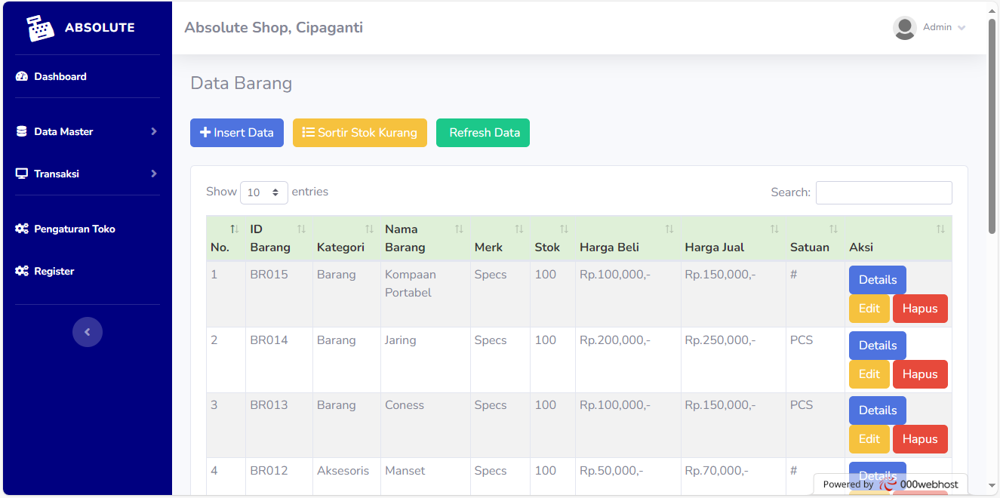 ABSOLUTE
Absolute Shop, Cipaganti
Admin
Dashboard
Data Master
Transaksi
Pengaturan Toko
Register
Data Barang
Insert Data
Sortir Stok Kurang
Refresh Data
Show 10 entries
Search:
No. ID Barang Kategori Nama Barang Merk Stok Harga Beli Harga Jual Satuan Aksi
1 BR015 Barang Kompaan Portabel Specs 100 Rp.100,000,- Rp.150,000,- # Details
Edit Hapus
2 BR014 Barang Jaring Specs 100 Rp.200,000,- Rp.250,000,- PCS Details
Edit Hapus
3 BR013 Barang Coness Specs 100 Rp.100,000,- Rp.150,000,- PCS Details
Edit Hapus
4 BR012 Aksesoris Manset Specs 100 Rp.50,000,- Rp.70,000,- # Details
Powered by 000webhost